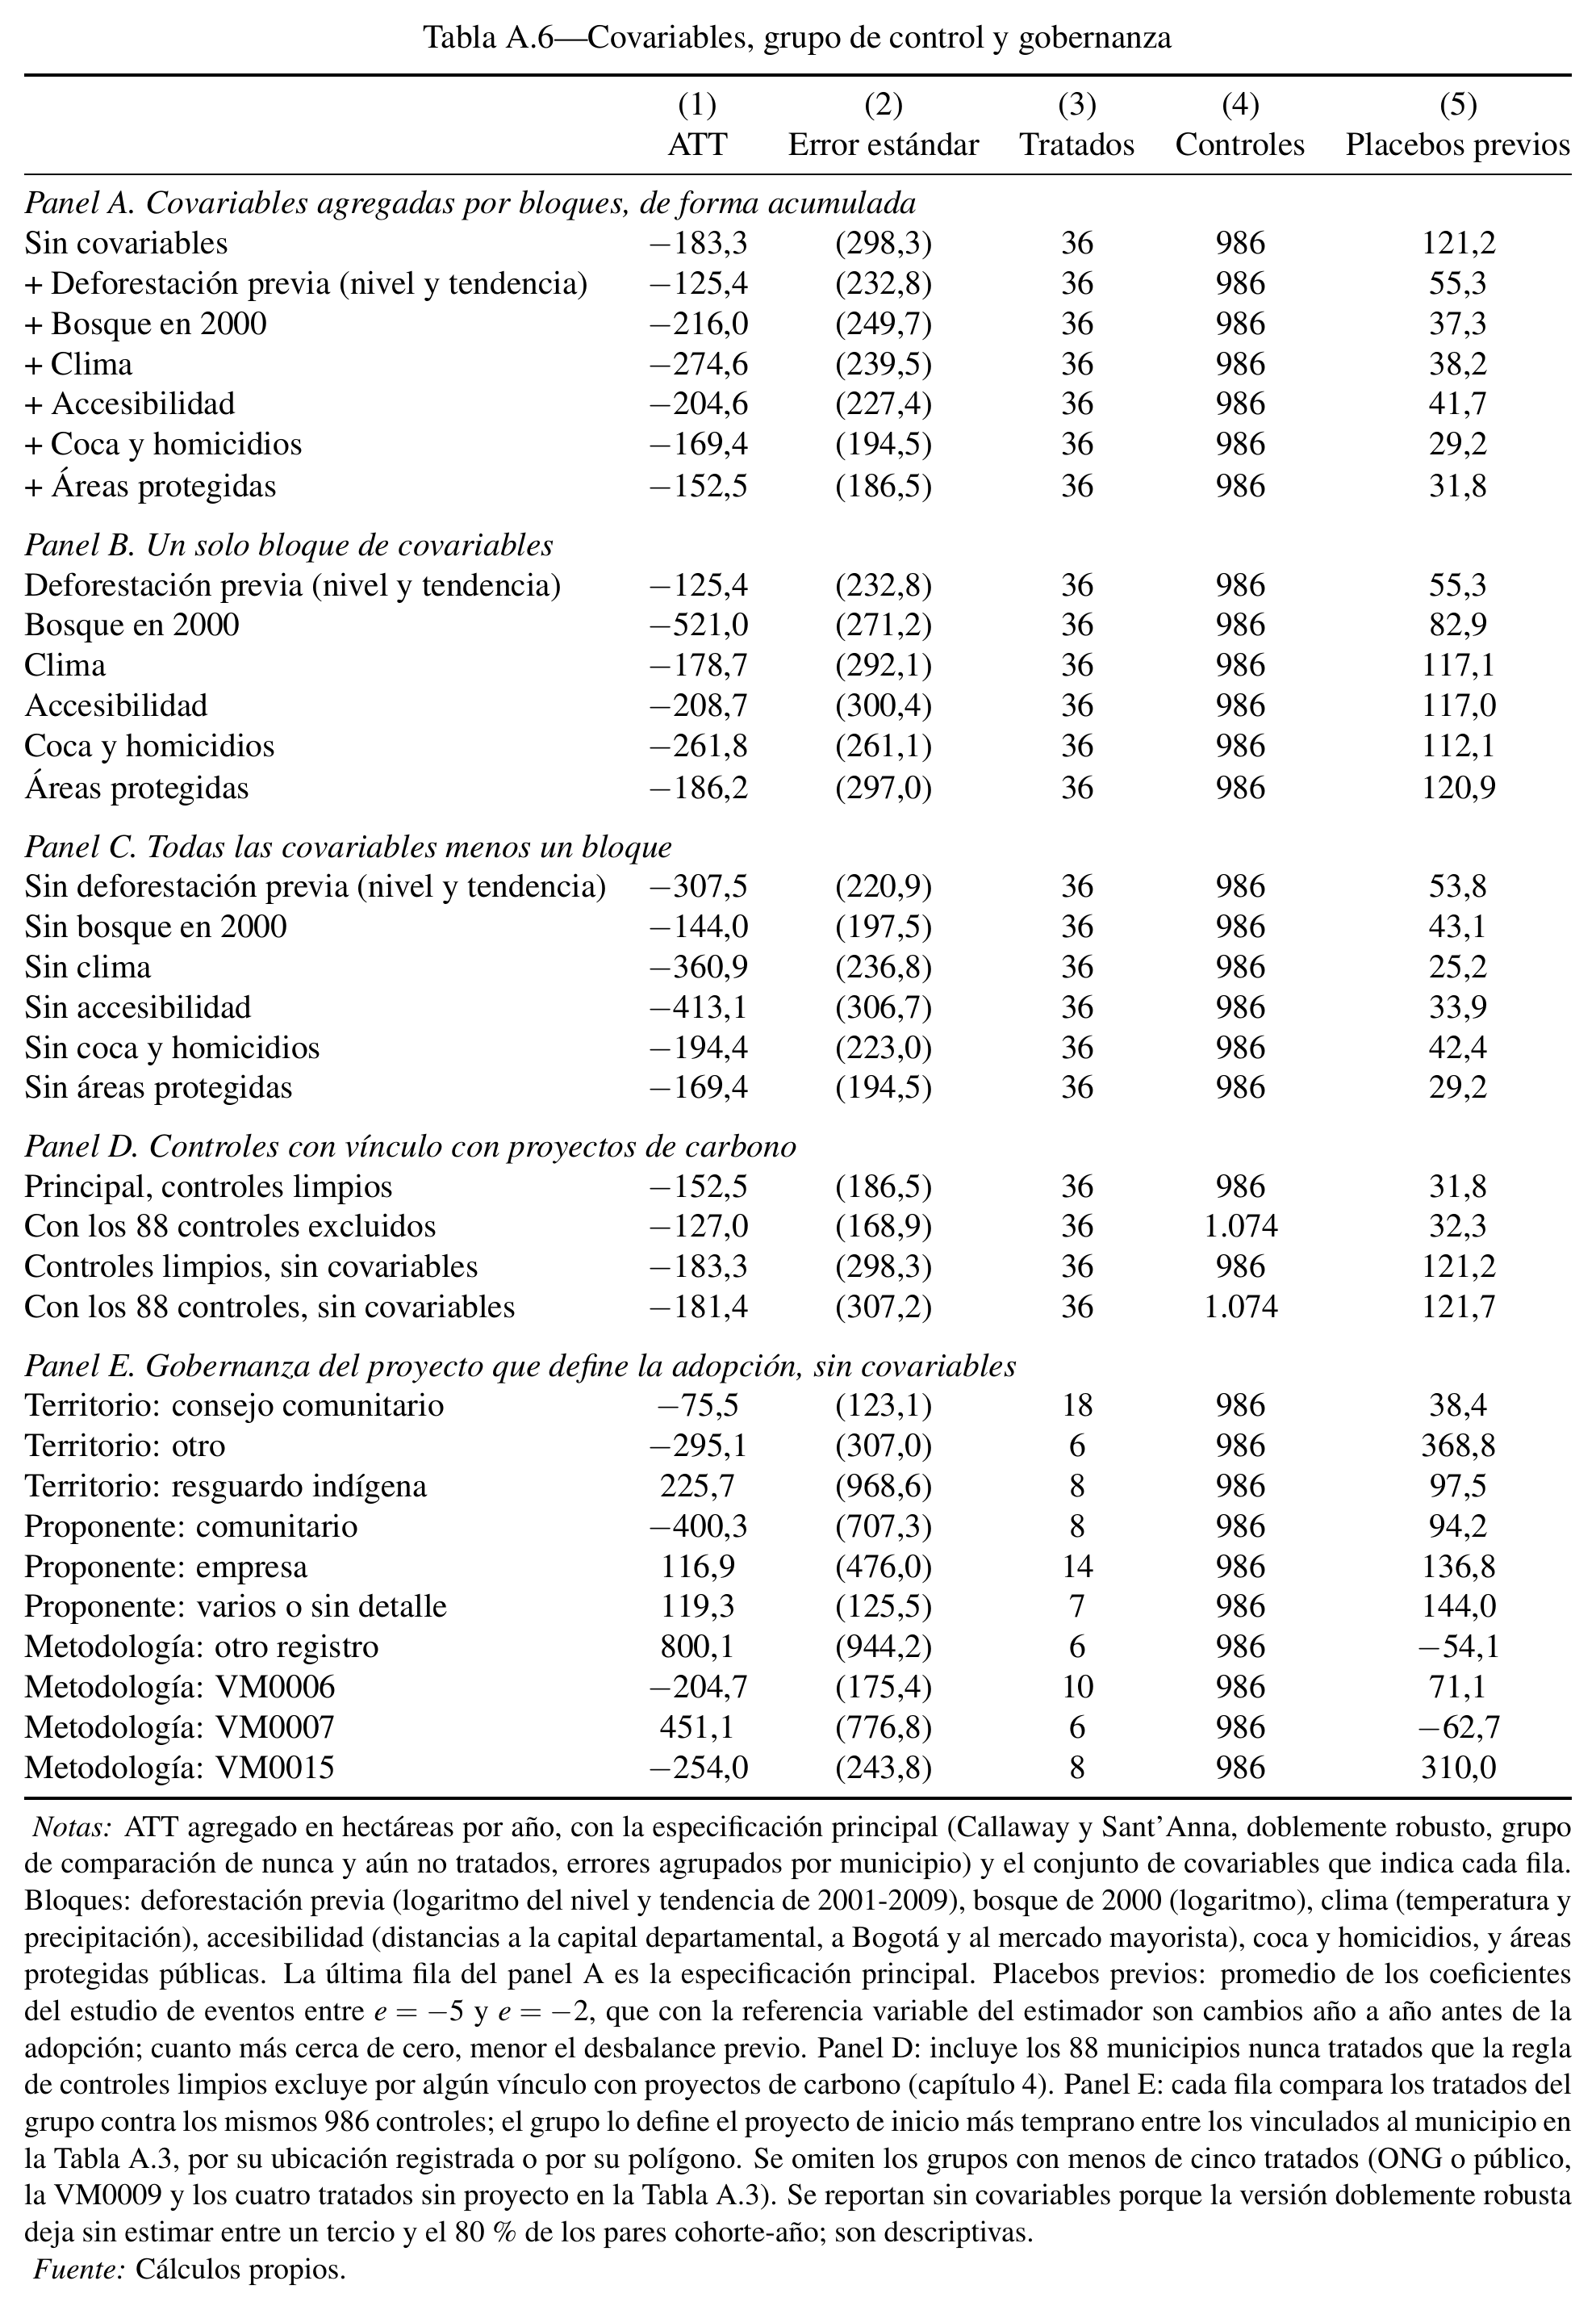 Tabla A.6—Covariables, grupo de control y gobernanza
(1) (2) (3) (4) (5)
ATT Error estándar Tratados Controles Placebos previos
Panel A. Covariables agregadas por bloques, de forma acumulada
Sin covariables −183,3 (298,3) 36 986 121,2
+ Deforestación previa (nivel y tendencia) −125,4 (232,8) 36 986 55,3
+ Bosque en 2000 −216,0 (249,7) 36 986 37,3
+ Clima −274,6 (239,5) 36 986 38,2
+ Accesibilidad −204,6 (227,4) 36 986 41,7
+ Coca y homicidios −169,4 (194,5) 36 986 29,2
+ Áreas protegidas −152,5 (186,5) 36 986 31,8
Panel B. Un solo bloque de covariables
Deforestación previa (nivel y tendencia) −125,4 (232,8) 36 986 55,3
Bosque en 2000 −521,0 (271,2) 36 986 82,9
Clima −178,7 (292,1) 36 986 117,1
Accesibilidad −208,7 (300,4) 36 986 117,0
Coca y homicidios −261,8 (261,1) 36 986 112,1
Áreas protegidas −186,2 (297,0) 36 986 120,9
Panel C. Todas las covariables menos un bloque
Sin deforestación previa (nivel y tendencia) −307,5 (220,9) 36 986 53,8
Sin bosque en 2000 −144,0 (197,5) 36 986 43,1
Sin clima −360,9 (236,8) 36 986 25,2
Sin accesibilidad −413,1 (306,7) 36 986 33,9
Sin coca y homicidios −194,4 (223,0) 36 986 42,4
Sin áreas protegidas −169,4 (194,5) 36 986 29,2
Panel D. Controles con vínculo con proyectos de carbono
Principal, controles limpios −152,5 (186,5) 36 986 31,8
Con los 88 controles excluidos −127,0 (168,9) 36 1.074 32,3
Controles limpios, sin covariables −183,3 (298,3) 36 986 121,2
Con los 88 controles, sin covariables −181,4 (307,2) 36 1.074 121,7
Panel E. Gobernanza del proyecto que define la adopción, sin covariables
Territorio: consejo comunitario −75,5 (123,1) 18 986 38,4
Territorio: otro −295,1 (307,0) 6 986 368,8
Territorio: resguardo indígena 225,7 (968,6) 8 986 97,5
Proponente: comunitario −400,3 (707,3) 8 986 94,2
Proponente: empresa 116,9 (476,0) 14 986 136,8
Proponente: varios o sin detalle 119,3 (125,5) 7 986 144,0
Metodología: otro registro 800,1 (944,2) 6 986 −54,1
Metodología: VM0006 −204,7 (175,4) 10 986 71,1
Metodología: VM0007 451,1 (776,8) 6 986 −62,7
Metodología: VM0015 −254,0 (243,8) 8 986 310,0
Notas: ATT agregado en hectáreas por año, con la especificación principal (Callaway y Sant’Anna, doblemente robusto, grupo
de comparación de nunca y aún no tratados, errores agrupados por municipio) y el conjunto de covariables que indica cada fila.
Bloques: deforestación previa (logaritmo del nivel y tendencia de 2001-2009), bosque de 2000 (logaritmo), clima (temperatura y
precipitación), accesibilidad (distancias a la capital departamental, a Bogotá y al mercado mayorista), coca y homicidios, y áreas
protegidas públicas. La última fila del panel A es la especificación principal. Placebos previos: promedio de los coeficientes
del estudio de eventos entre e = −5 y e = −2, que con la referencia variable del estimador son cambios año a año antes de la
adopción; cuanto más cerca de cero, menor el desbalance previo. Panel D: incluye los 88 municipios nunca tratados que la regla
de controles limpios excluye por algún vínculo con proyectos de carbono (capítulo 4). Panel E: cada fila compara los tratados del
grupo contra los mismos 986 controles; el grupo lo define el proyecto de inicio más temprano entre los vinculados al municipio en
la Tabla A.3, por su ubicación registrada o por su polígono. Se omiten los grupos con menos de cinco tratados (ONG o público,
la VM0009 y los cuatro tratados sin proyecto en la Tabla A.3). Se reportan sin covariables porque la versión doblemente robusta
deja sin estimar entre un tercio y el 80 % de los pares cohorte-año; son descriptivas.
Fuente: Cálculos propios.